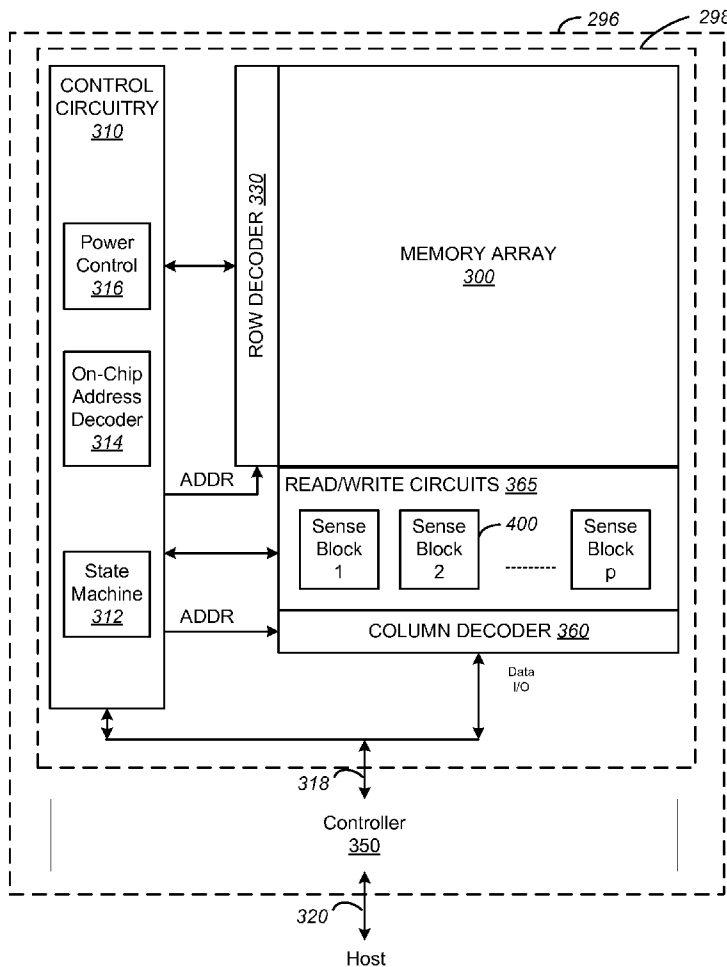 296
298
CONTROL
CIRCUITRY
310
Power
Control
316
On-Chip
Address
Decoder
314
State
Machine
312
ROW DECODER 330
MEMORY ARRAY
300
ADDR
READ/WRITE CIRCUITS 365
Sense
Block
1
Sense
Block
2
400
Sense
Block
p
ADDR
COLUMN DECODER 360
Data
I/O
318
Controller
350
320
Host